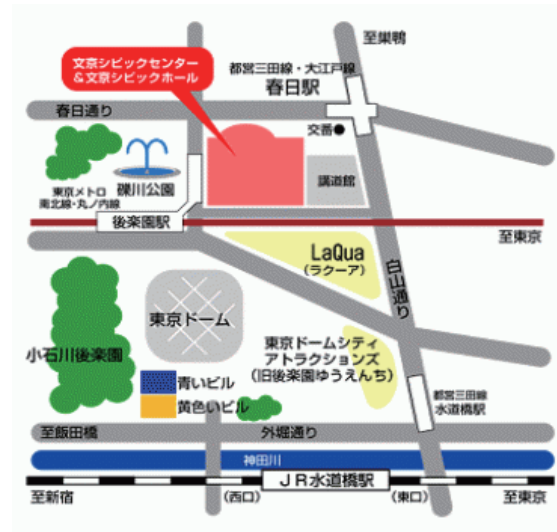 至巣鴨
文京シビックセンター
&文京シビックホール
都営三田線・大江戸線
春日駅
春日通り
交番
講道館
礫川公園
東京メトロ
南北線・丸ノ内線
後楽園駅
至東京
LaQua
(ラクーア)
白山通り
東京ドーム
小石川後楽園
東京ドームシティ
アトラクションズ
(旧後楽園ゆうえんち)
青いビル
黄色いビル
都営三田線
水道橋駅
至飯田橋
外堀通り
神田川
JR水道橋駅
至新宿
(西口)
(東口)
至東京